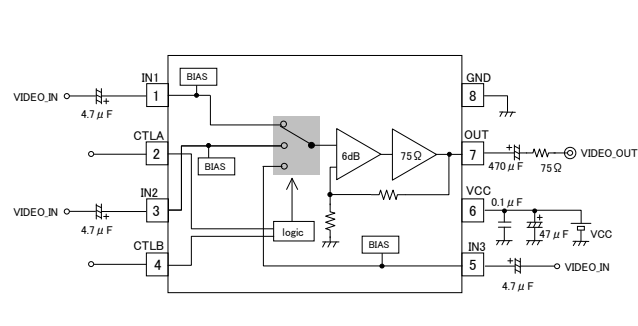 IN1
BIAS
GND
VIDEO_IN
1
8
4.7μF
CTLA
OUT
2
6dB
75Ω
7
VIDEO_OUT
BIAS
470μF
75Ω
IN2
VCC
VIDEO_IN
3
6
0.1μF
4.7μF
logic
47μF
VCC
CTLB
BIAS
IN3
4
5
VIDEO_IN
4.7μF